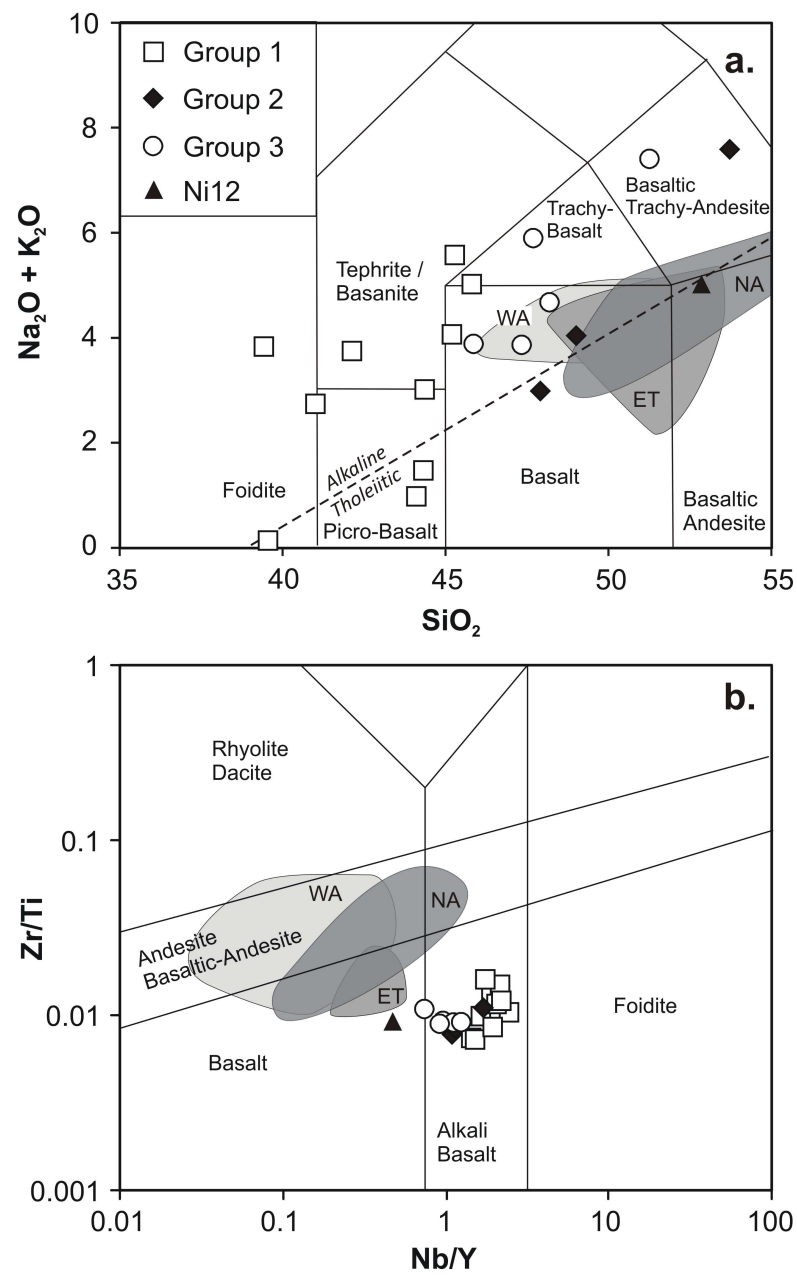 10
8
6
4
2
0
Na₂O + K₂O
Group 1
Group 2
Group 3
Ni12
a.
Basaltic
Trachy-Andesite
Trachy-
Basalt
Tephrite /
Basanite
WA
NA
ET
Alkaline
Tholeiitic
Foidite
Picro-Basalt
Basalt
Basaltic
Andesite
35
40
45
50
55
SiO₂
1
0.1
0.01
0.001
Zr/Ti
b.
Rhyolite
Dacite
WA
NA
Andesite
Basaltic-Andesite
ET
Foidite
Basalt
Alkali
Basalt
0.01
0.1
1
10
100
Nb/Y